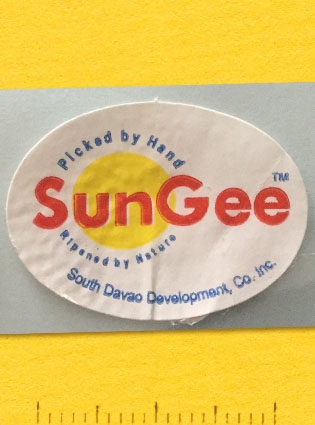 Picked by Hand
SunGee™
Ripened by Nature
South Davao Development, Co. Inc.